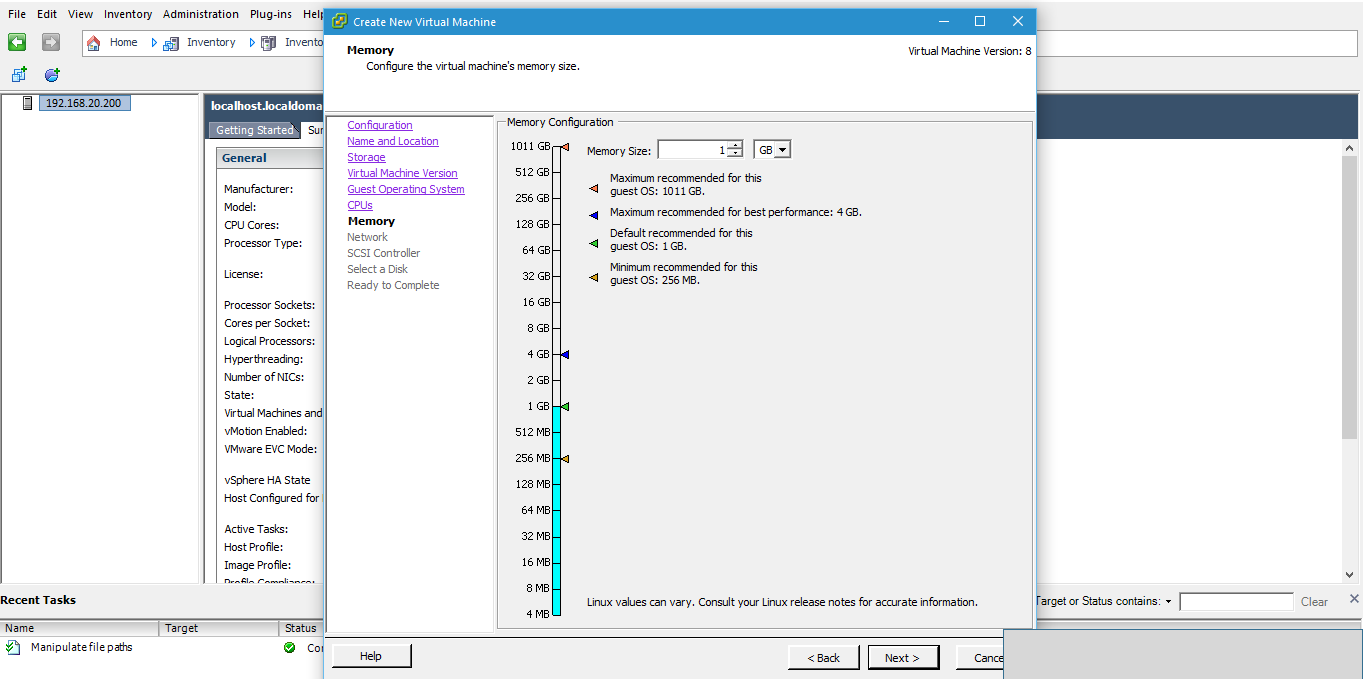 File Edit View Inventory Administration Plug-ins Help
Create New Virtual Machine
Home Inventory
Memory
Configure the virtual machine's memory size.
Virtual Machine Version: 8
192.168.20.200
Getting Started
General
Manufacturer:
Model:
CPU Cores:
Processor Type:
License:
Processor Sockets:
Cores per Socket:
Logical Processors:
Hyperthreading:
Number of NICs:
State:
Virtual Machines and
vMotion Enabled:
VMware EVC Mode:
vSphere HA State
Host Configured for
Active Tasks:
Host Profile:
Image Profile:
Profile Compliance:
Configuration
Name and Location
Storage
Virtual Machine Version
Guest Operating System
CPUs
Memory
Network
SCSI Controller
Select a Disk
Ready to Complete
Memory Configuration
1011 GB
512 GB
256 GB
128 GB
64 GB
32 GB
16 GB
8 GB
4 GB
2 GB
1 GB
512 MB
256 MB
128 MB
64 MB
32 MB
16 MB
8 MB
4 MB
Memory Size: 1 GB
Maximum recommended for this
guest OS: 1011 GB.
Maximum recommended for best performance: 4 GB.
Default recommended for this
guest OS: 1 GB.
Minimum recommended for this
guest OS: 256 MB.
Linux values can vary. Consult your Linux release notes for accurate information.
Help < Back Next >
Recent Tasks
Target or Status contains: Clear
Name Target Status
Manipulate file paths